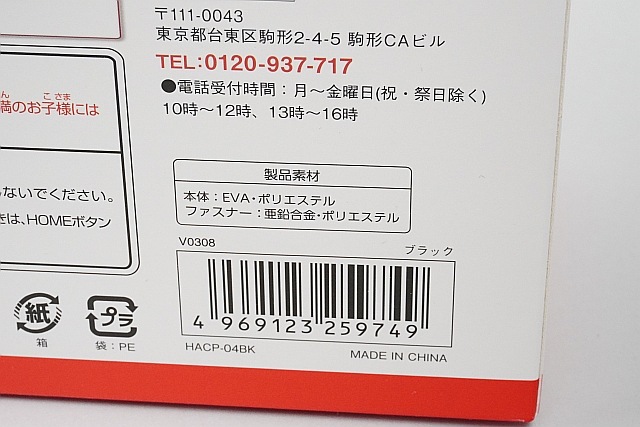 〒111-0043
東京都台東区駒形2-4-5 駒形CAビル
TEL:0120-937-717
●電話受付時間：月～金曜日(祝・祭日除く)
10時～12時、13時～16時
こさま
満のお子様には
ないでください。
は、HOMEボタン
製品素材
本体：EVA・ポリエステル
ファスナー：亜鉛合金・ポリエステル
V0308
ブラック
4 969123 259749
HACP-04BK
MADE IN CHINA
紙
箱
プラ
袋：PE